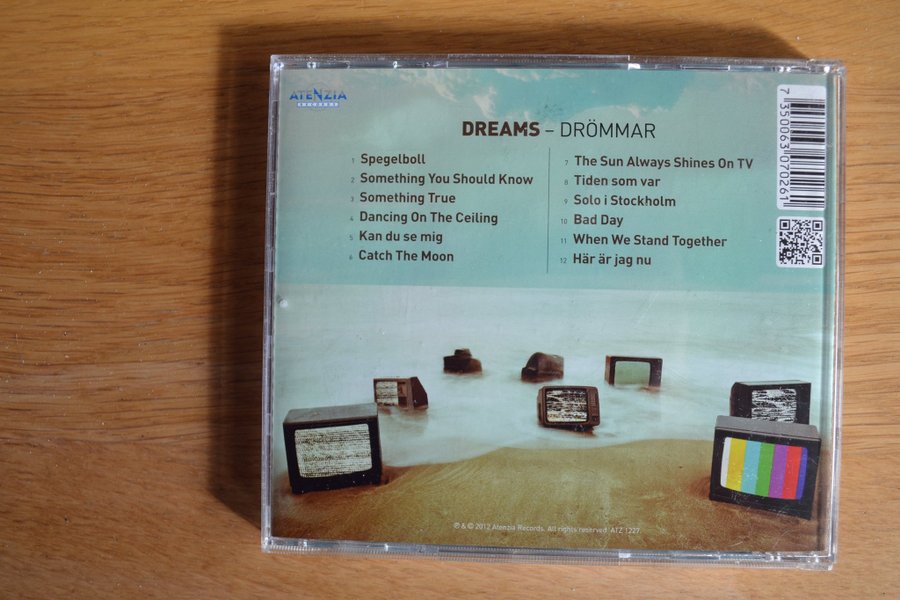 ATENZIA
RECORDS
DREAMS – DRÖMMAR
1 Spegelboll
2 Something You Should Know
3 Something True
4 Dancing On The Ceiling
5 Kan du se mig
6 Catch The Moon
7 The Sun Always Shines On TV
8 Tiden som var
9 Solo i Stockholm
10 Bad Day
11 When We Stand Together
12 Här är jag nu
7 350063 070261
℗ & © 2012 Atenzia Records. All rights reserved. ATZ 1227